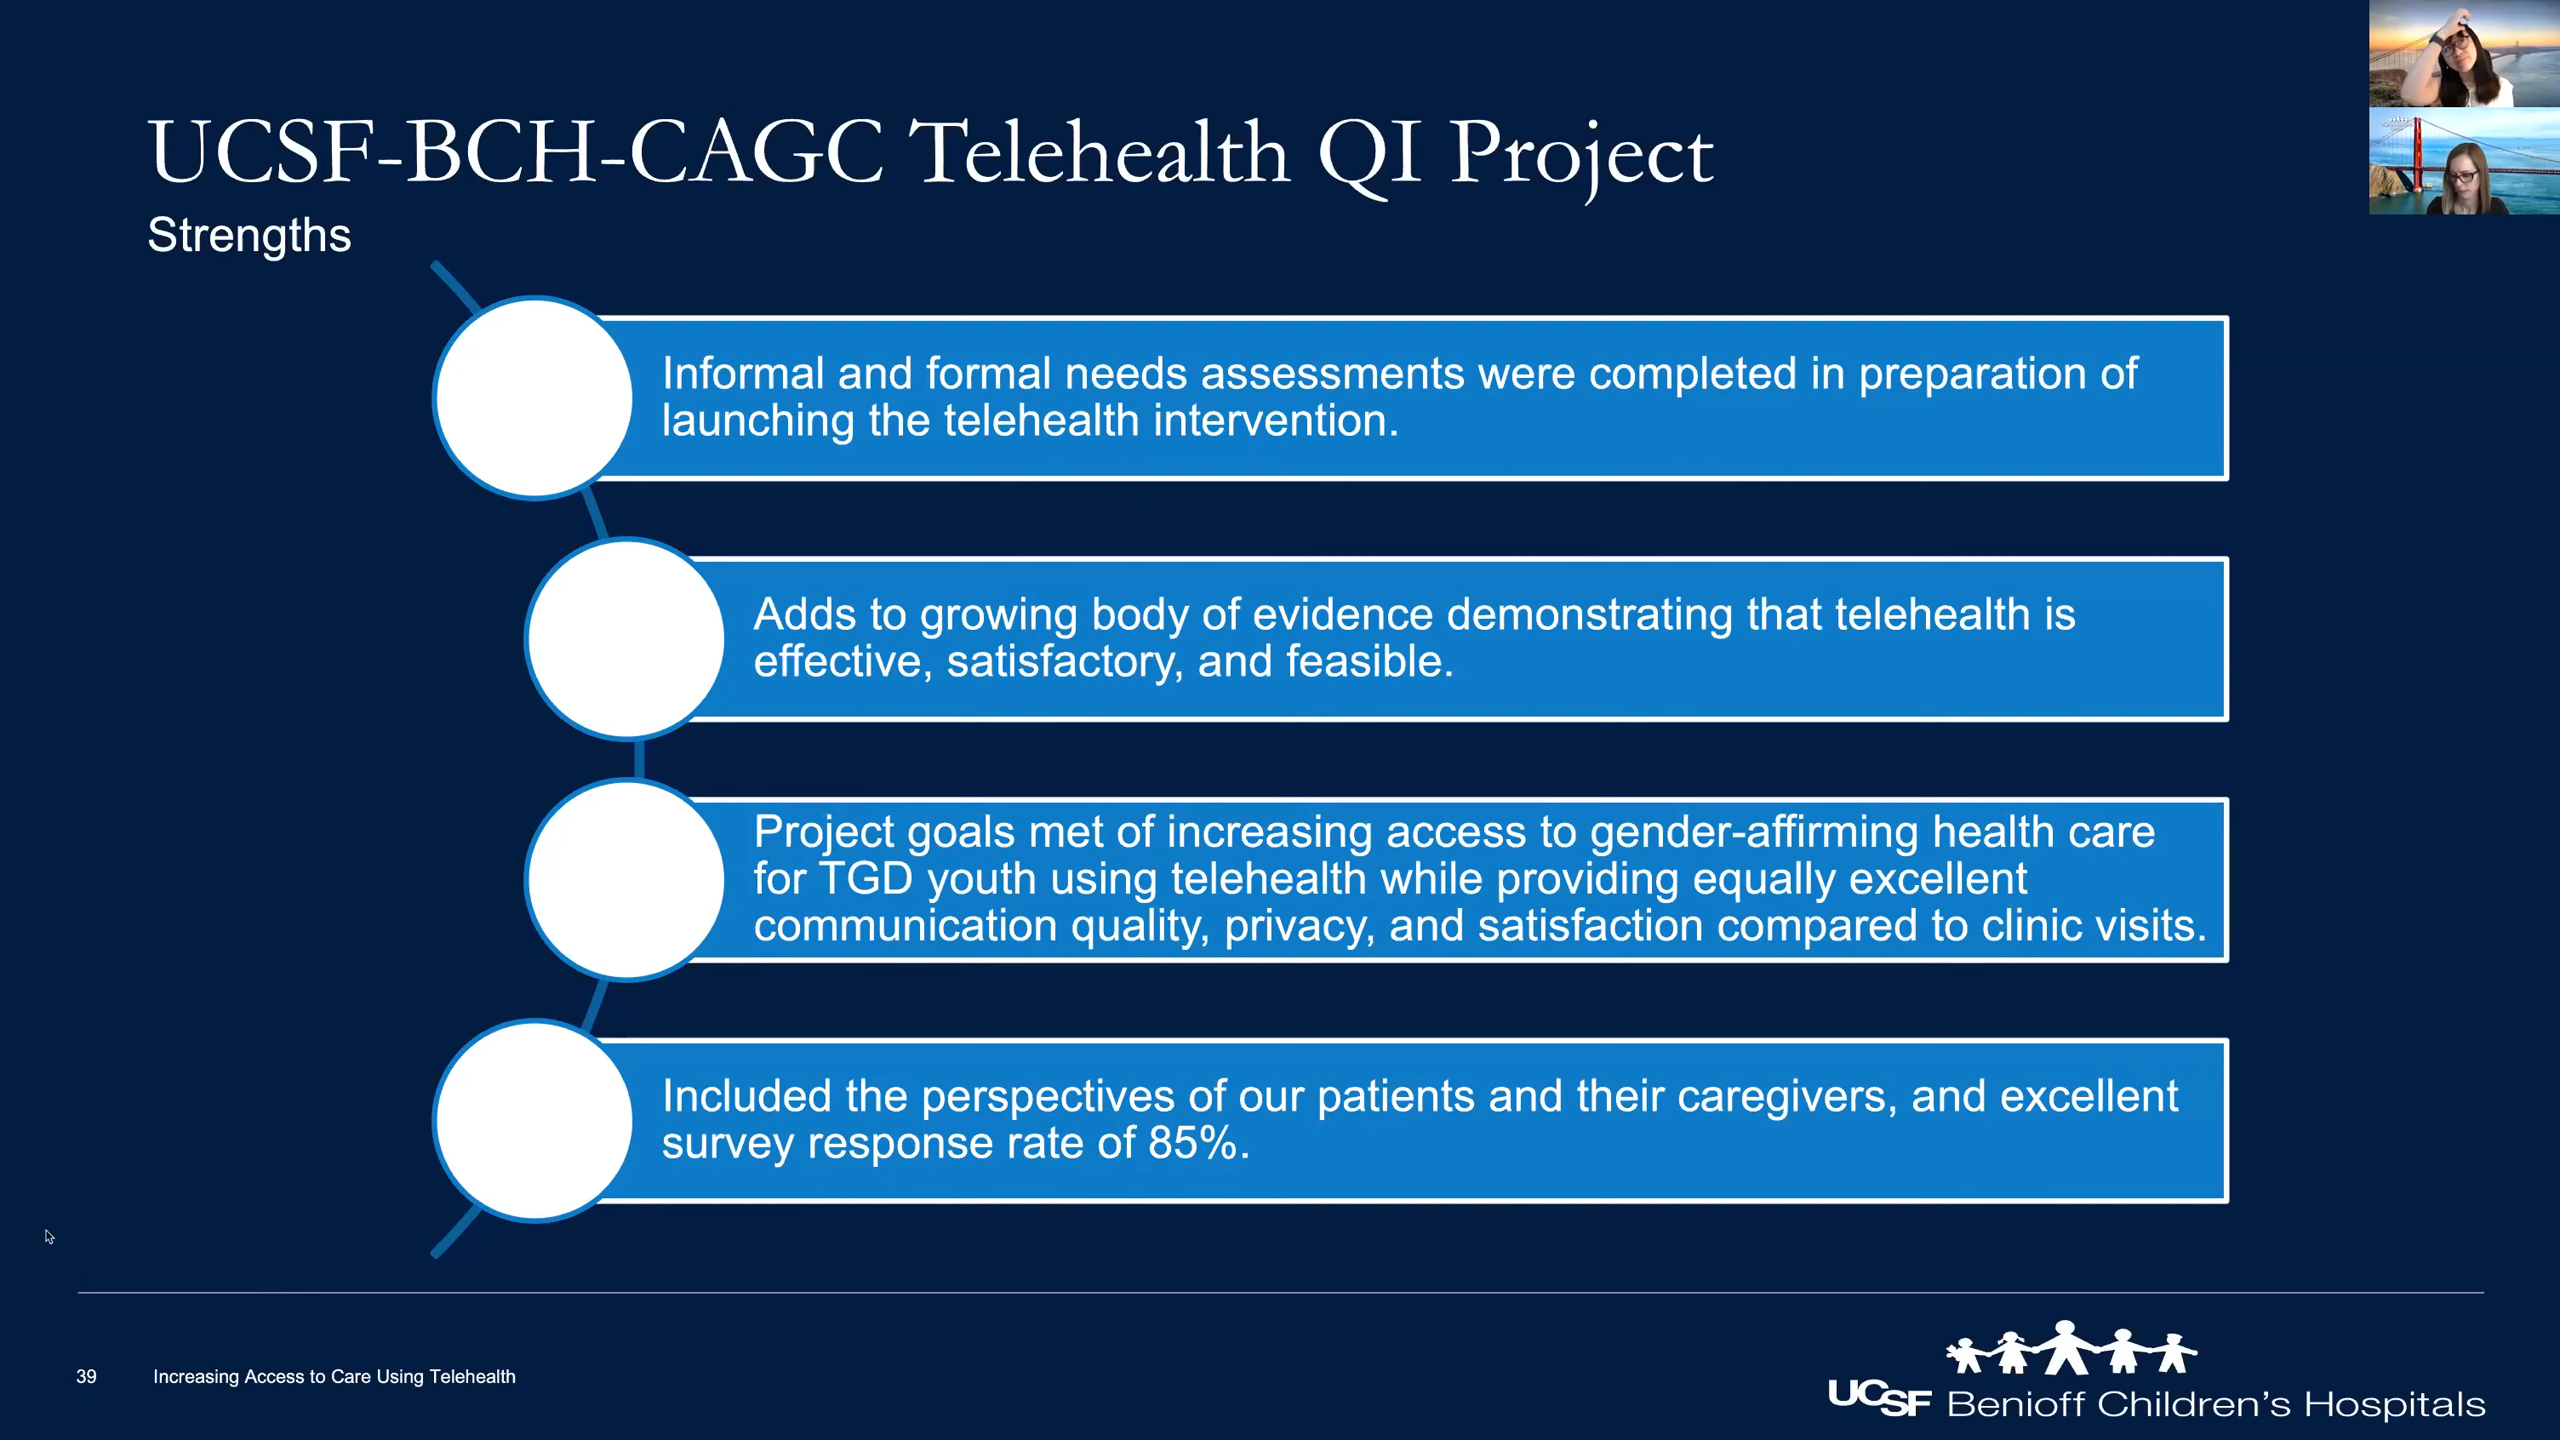 UCSF-BCH-CAGC Telehealth QI Project
Strengths
Informal and formal needs assessments were completed in preparation of
launching the telehealth intervention.
Adds to growing body of evidence demonstrating that telehealth is
effective, satisfactory, and feasible.
Project goals met of increasing access to gender-affirming health care
for TGD youth using telehealth while providing equally excellent
communication quality, privacy, and satisfaction compared to clinic visits.
Included the perspectives of our patients and their caregivers, and excellent
survey response rate of 85%.
39 Increasing Access to Care Using Telehealth
UCSF Benioff Children's Hospitals